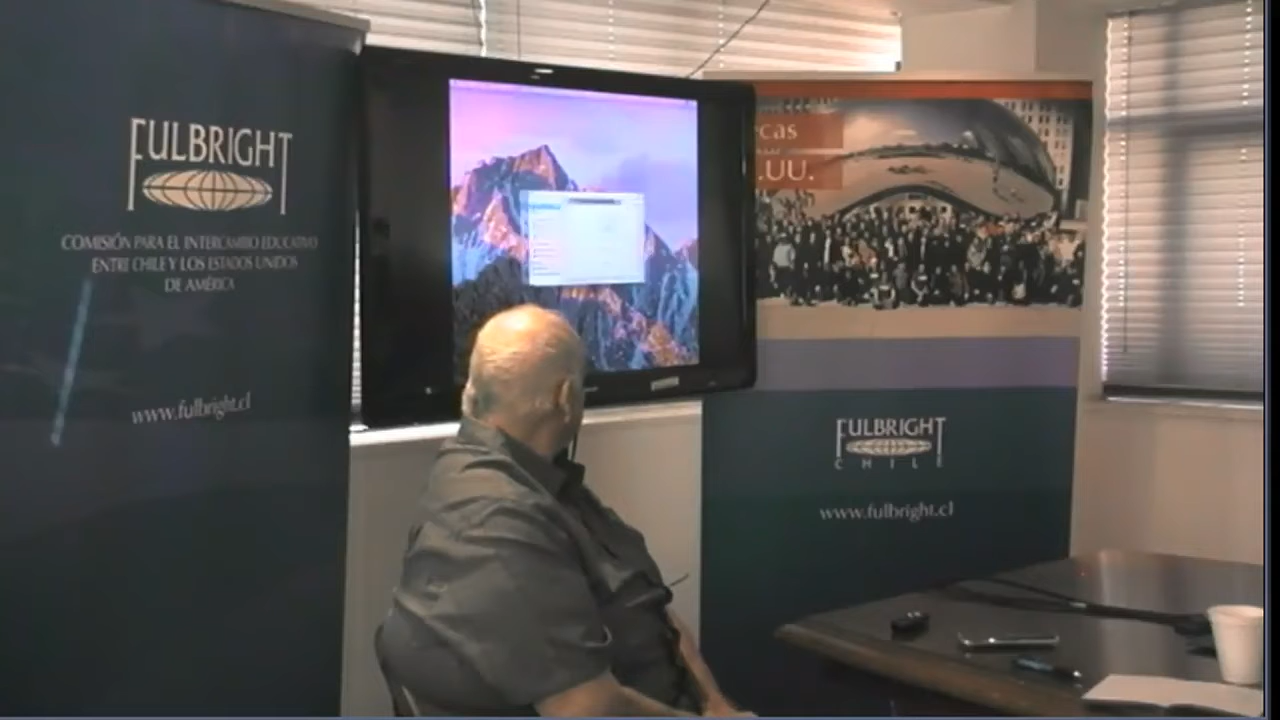 FULBRIGHT
COMISIÓN PARA EL INTERCAMBIO EDUCATIVO
ENTRE CHILE Y LOS ESTADOS UNIDOS
DE AMÉRICA
www.fulbright.cl
cas
.UU.
FULBRIGHT
CHILE
www.fulbright.cl